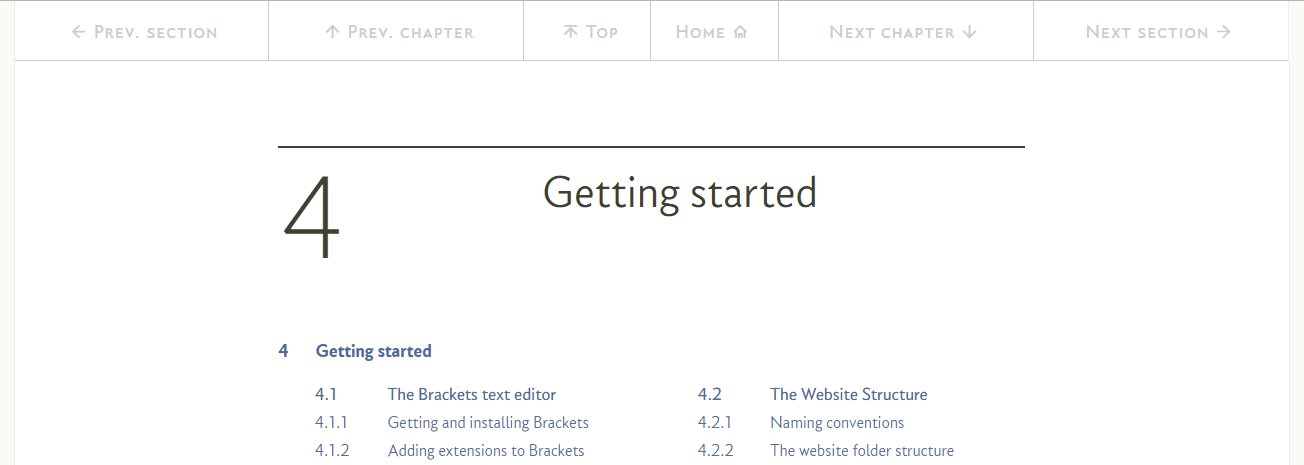 ← Prev. section ↑ Prev. chapter ⤒ Top Home ⌂ Next chapter ↓ Next section →
4 Getting started
4 Getting started
4.1 The Brackets text editor
4.1.1 Getting and installing Brackets
4.1.2 Adding extensions to Brackets
4.2 The Website Structure
4.2.1 Naming conventions
4.2.2 The website folder structure